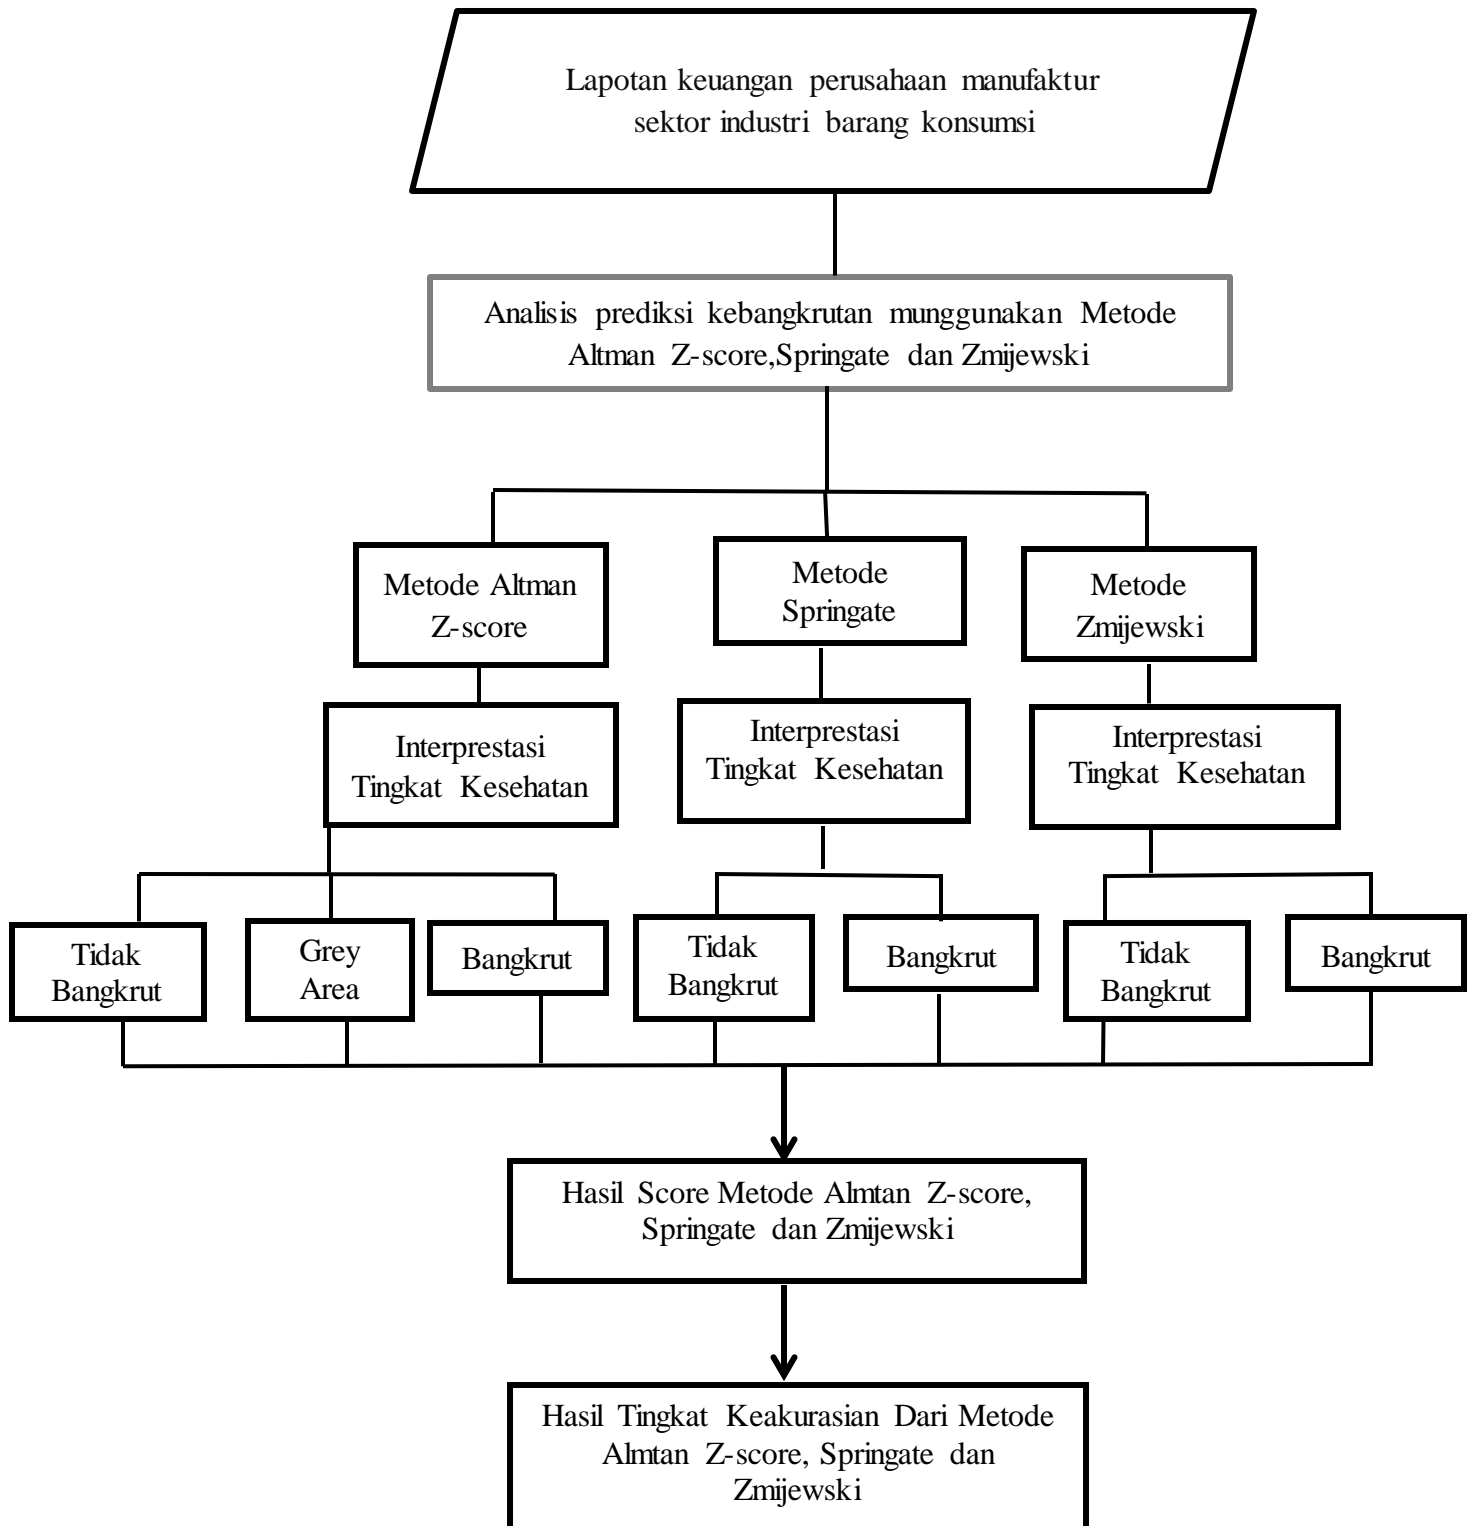 Lapotan keuangan perusahaan manufaktur
sektor industri barang konsumsi
Analisis prediksi kebangkrutan munggunakan Metode
Altman Z-score,Springate dan Zmijewski
Metode Altman
Z-score
Metode
Springate
Metode
Zmijewski
Interprestasi
Tingkat Kesehatan
Interprestasi
Tingkat Kesehatan
Interprestasi
Tingkat Kesehatan
Tidak
Bangkrut
Grey
Area
Bangkrut
Tidak
Bangkrut
Bangkrut
Tidak
Bangkrut
Bangkrut
Hasil Score Metode Almtan Z-score,
Springate dan Zmijewski
Hasil Tingkat Keakurasian Dari Metode
Almtan Z-score, Springate dan
Zmijewski